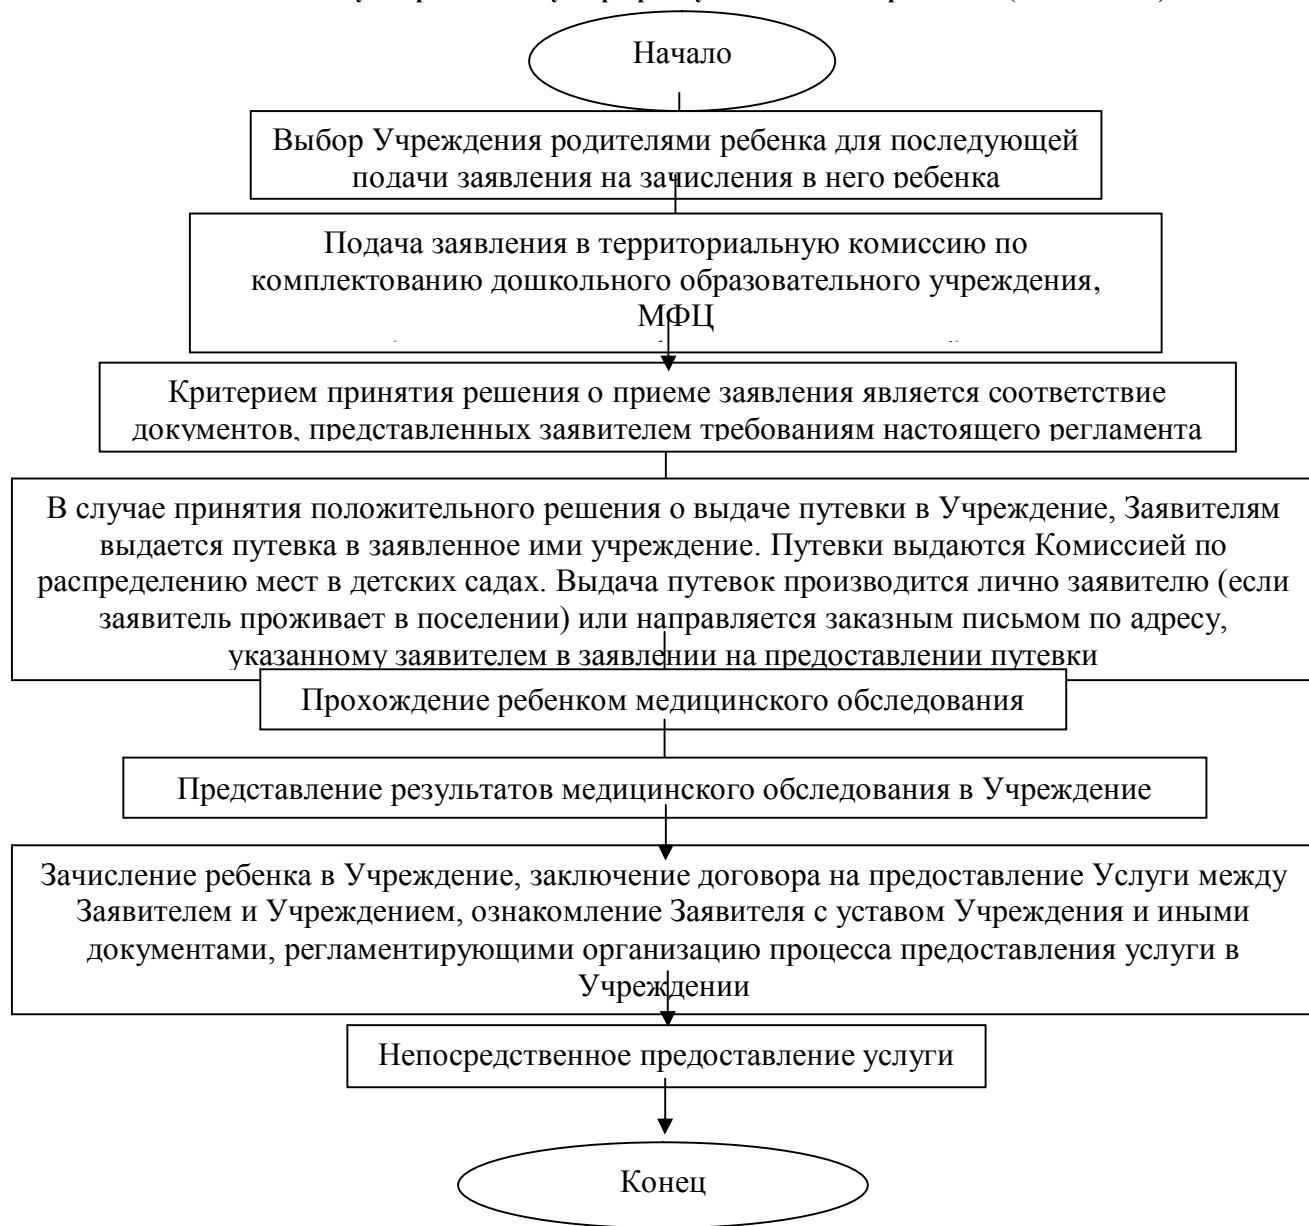 Начало
Выбор Учреждения родителями ребенка для последующей
подачи заявления на зачисления в него ребенка
Подача заявления в территориальную комиссию по
комплектованию дошкольного образовательного учреждения,
МФЦ
Критерием принятия решения о приеме заявления является соответствие
документов, представленных заявителем требованиям настоящего регламента
В случае принятия положительного решения о выдаче путевки в Учреждение, Заявителям
выдается путевка в заявленное ими учреждение. Путевки выдаются Комиссией по
распределению мест в детских садах. Выдача путевок производится лично заявителю (если
заявитель проживает в поселении) или направляется заказным письмом по адресу,
указанному заявителем в заявлении на предоставлении путевки
Прохождение ребенком медицинского обследования
Представление результатов медицинского обследования в Учреждение
Зачисление ребенка в Учреждение, заключение договора на предоставление Услуги между
Заявителем и Учреждением, ознакомление Заявителя с уставом Учреждения и иными
документами, регламентирующими организацию процесса предоставления услуги в
Учреждении
Непосредственное предоставление услуги
Конец